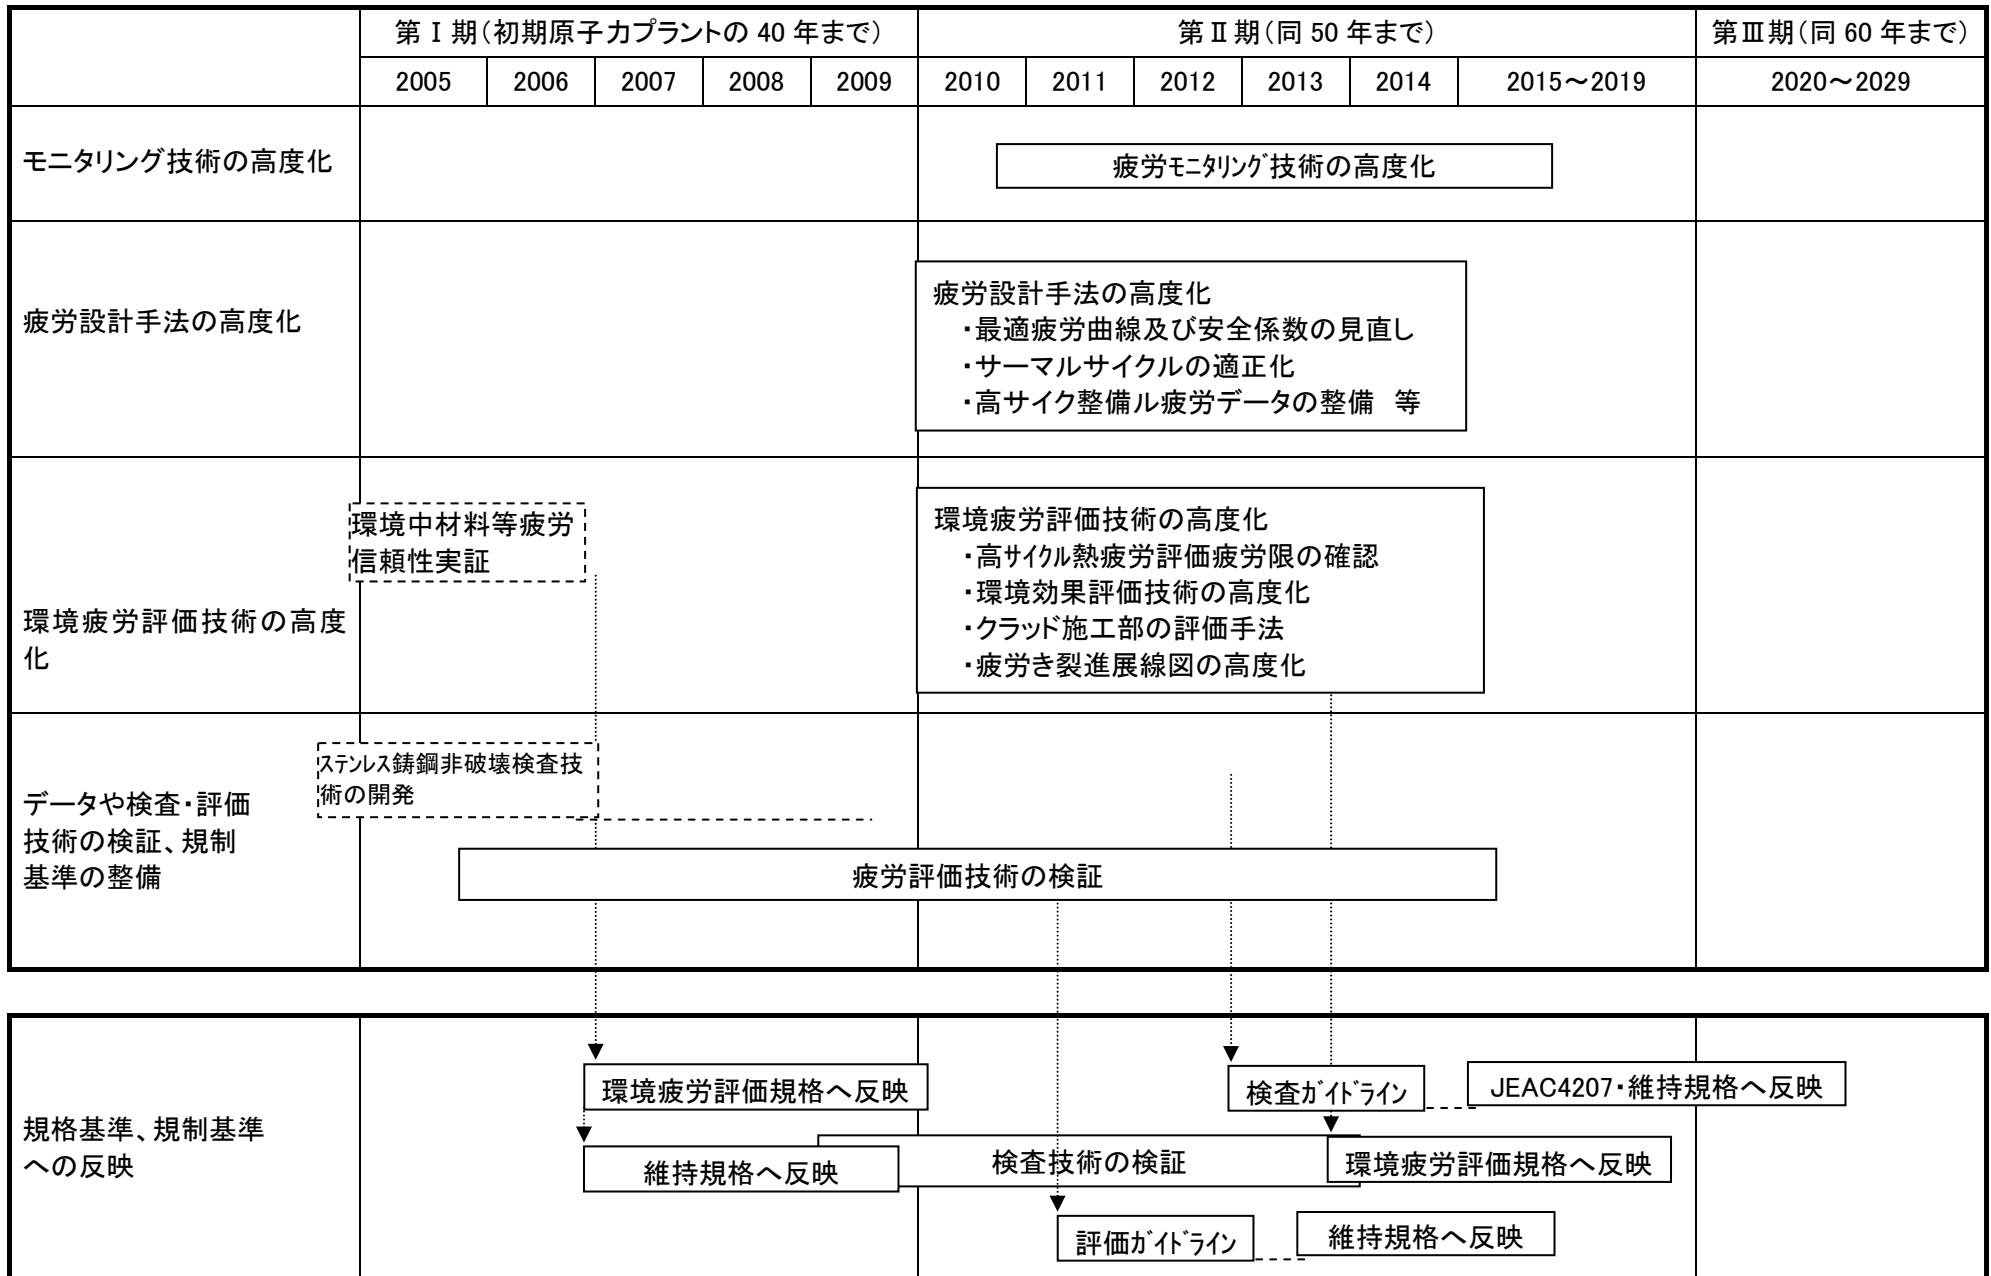 第Ⅰ期（初期原子力プラントの 40 年まで）
第Ⅱ期（同 50 年まで）
第Ⅲ期（同 60 年まで）
2005
2006
2007
2008
2009
2010
2011
2012
2013
2014
2015～2019
2020～2029
モニタリング技術の高度化
疲労ﾓﾆﾀﾘﾝｸﾞ技術の高度化
疲労設計手法の高度化
疲労設計手法の高度化
・最適疲労曲線及び安全係数の見直し
・サーマルサイクルの適正化
・高サイク整備ル疲労データの整備　等
環境疲労評価技術の高度
化
環境中材料等疲労
信頼性実証
環境疲労評価技術の高度化
・高ｻｲｸﾙ熱疲労評価疲労限の確認
・環境効果評価技術の高度化
・クラッド施工部の評価手法
・疲労き裂進展線図の高度化
データや検査・評価
技術の検証、規制
基準の整備
ｽﾃﾝﾚｽ鋳鋼非破壊検査技
術の開発
疲労評価技術の検証
規格基準、規制基準
への反映
環境疲労評価規格へ反映
検査ｶﾞｲﾄﾞﾗｲﾝ
JEAC4207・維持規格へ反映
維持規格へ反映
検査技術の検証
環境疲労評価規格へ反映
評価ｶﾞｲﾄﾞﾗｲﾝ
維持規格へ反映